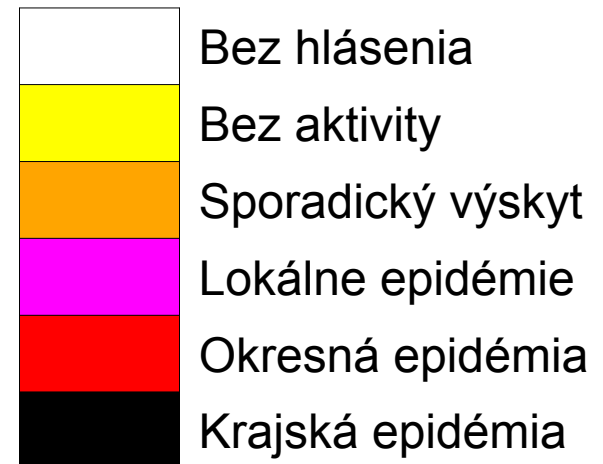 Bez hlásenia
Bez aktivity
Sporadický výskyt
Lokálne epidémie
Okresná epidémia
Krajská epidémia